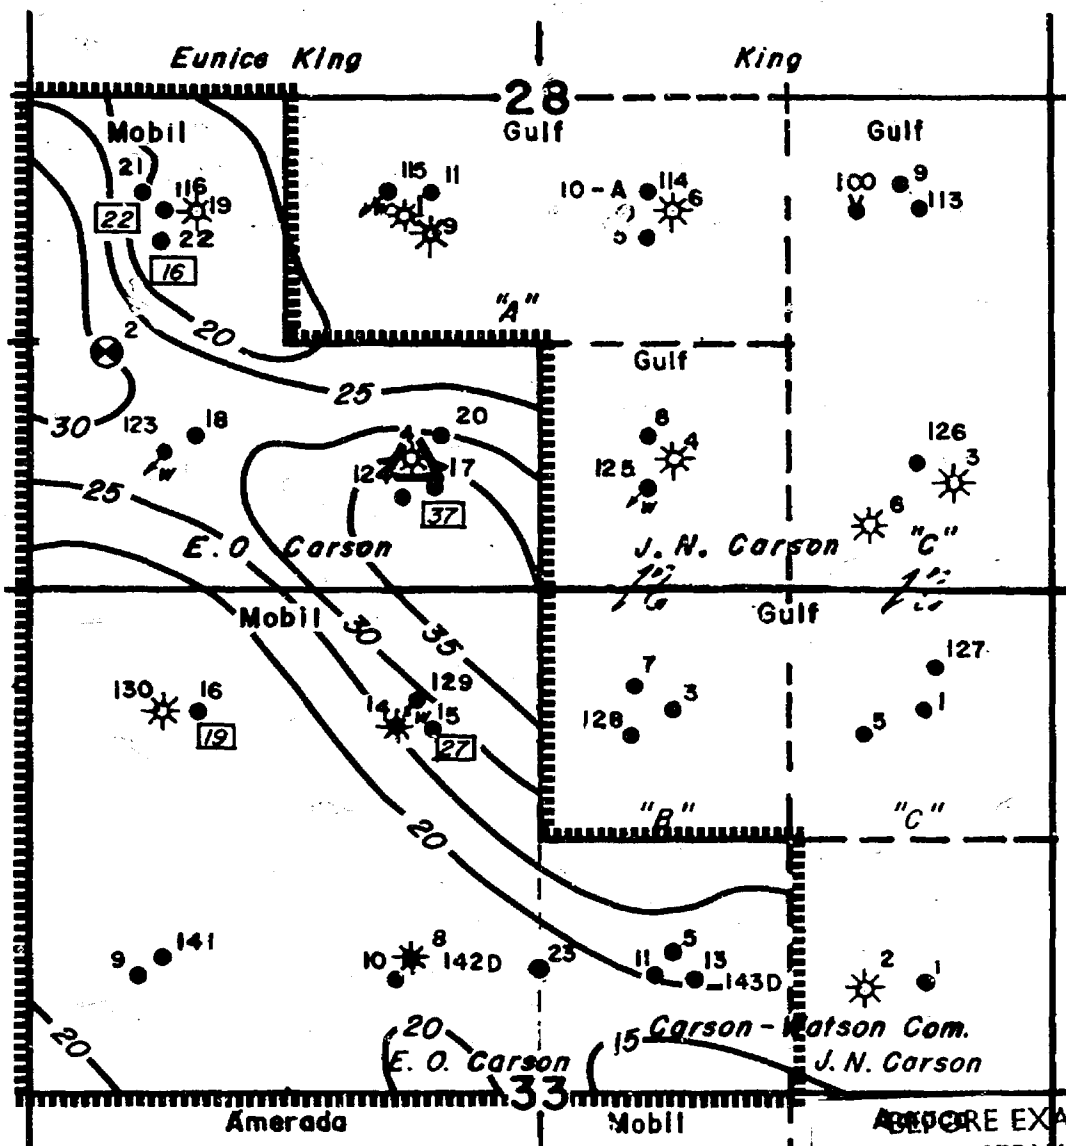 Eunice King King
28
Mobil Gulf Gulf
21 115 11 10-A 114 100 9
116 19 6 113
22 9
22 5
16
"A"
20
2 Gulf
25
30
123 18 4 20 8 126
17 125 4 3
W 37 W 6
25
E. O. Carson J. N. Carson "C"
Mobil Gulf
30 35
7 127
130 16 129 3 1
14 W 15 128 5
19 27
"B" "C"
20
141 8 5
9 10 142D 23 11 13 143D 2 1
20 20 15 Carson-Watson Com.
E. O. Carson J. N. Carson
33
Amerada Mobil